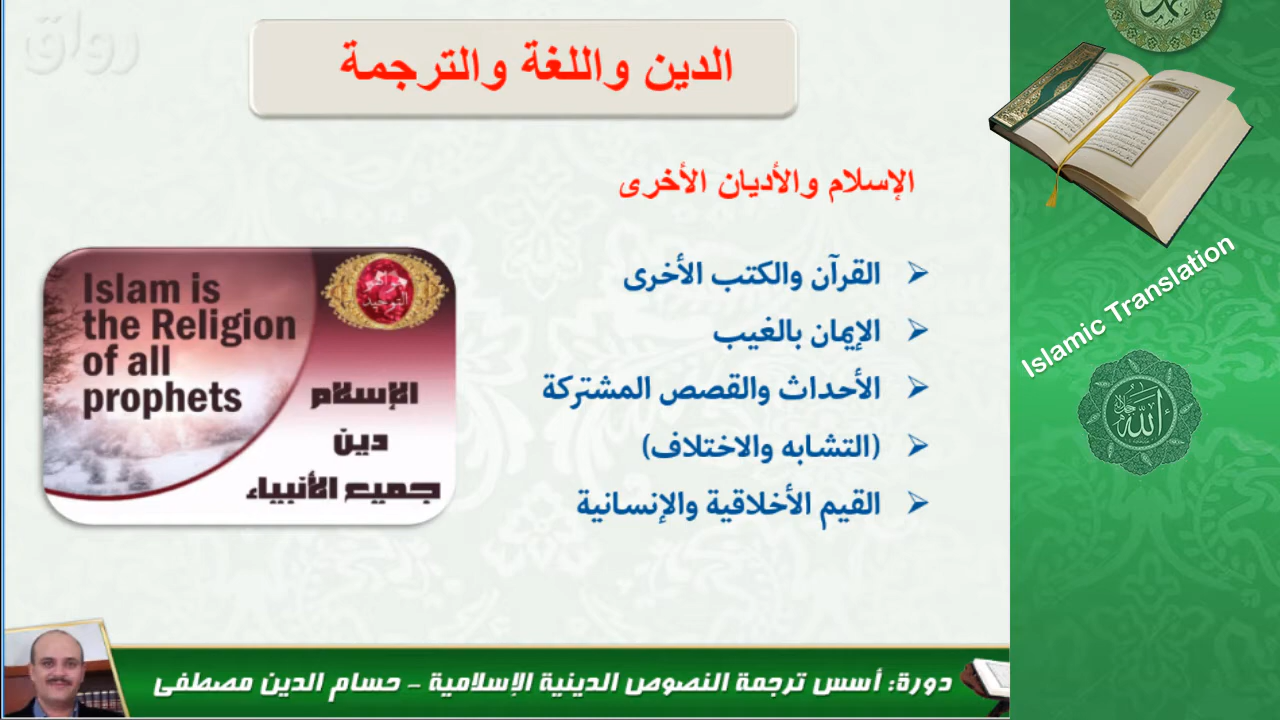 رواق
الدين واللغة والترجمة
الإسلام والأديان الأخرى
القرآن والكتب الأخرى
الإيمان بالغيب
الأحداث والقصص المشتركة
(التشابه والاختلاف)
القيم الأخلاقية والإنسانية
Islam is
the Religion
of all
prophets
التوحيد
الإسلام
دين
جميع الأنبياء
Islamic Translation
الله
دورة: أسس ترجمة النصوص الدينية الإسلامية – حسام الدين مصطفى